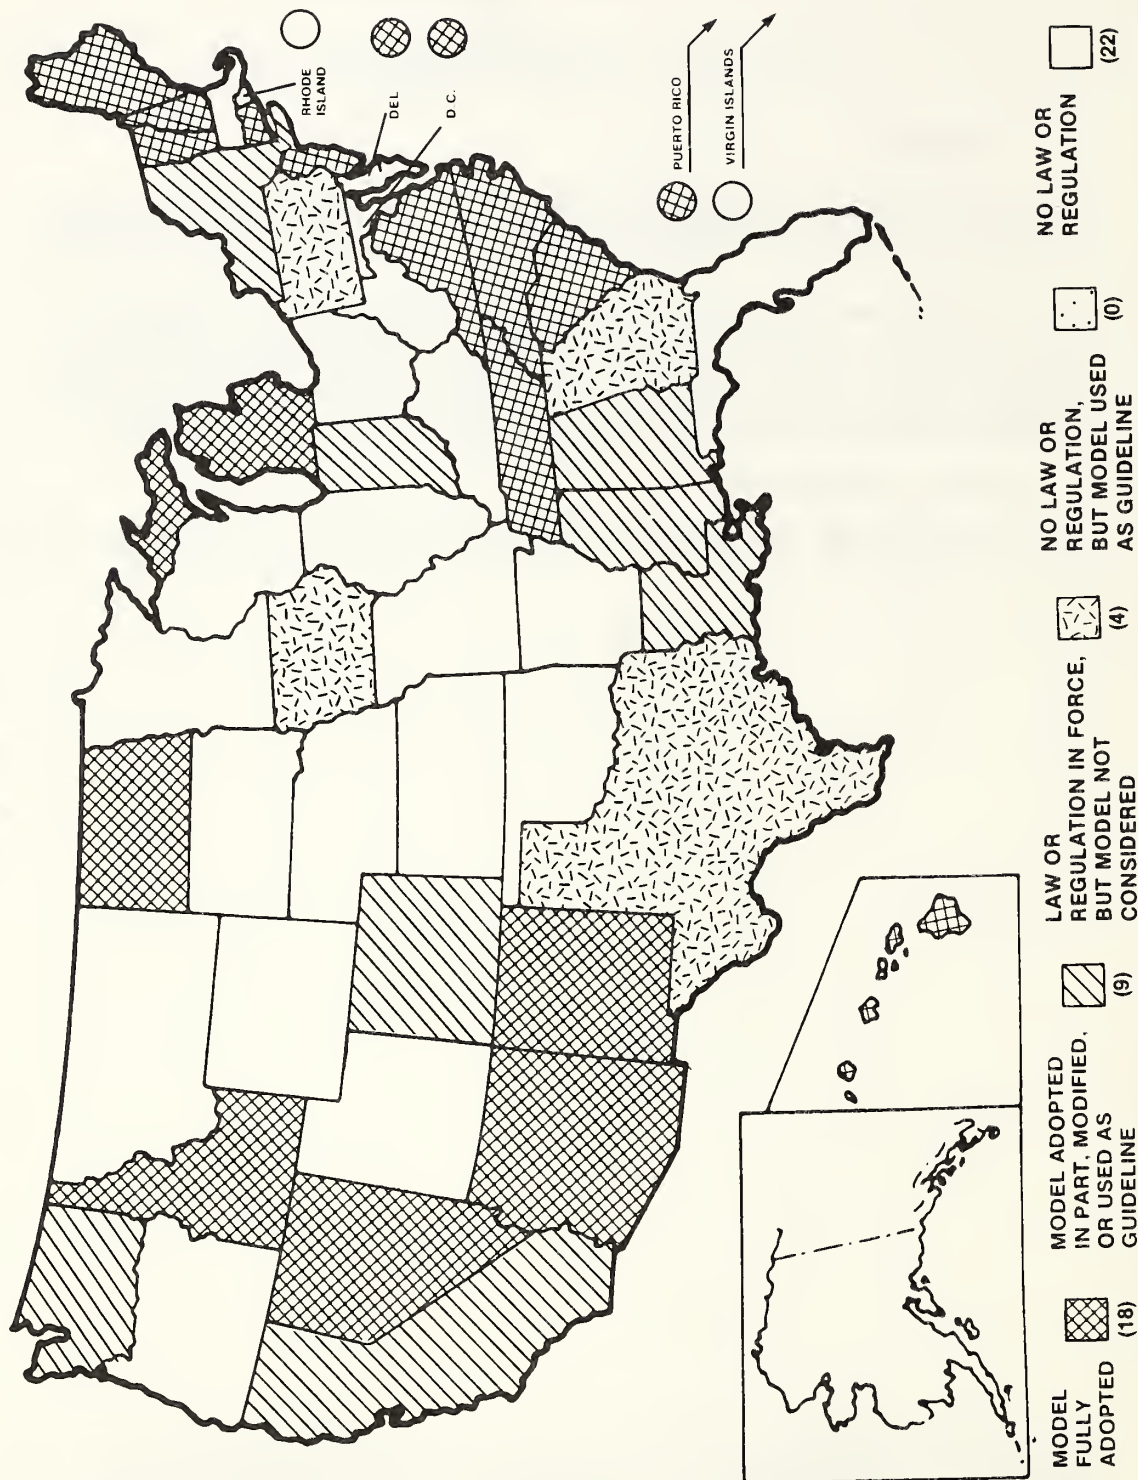 RHODE
ISLAND
DEL
D.C.
PUERTO RICO
VIRGIN ISLANDS
MODEL
FULLY
ADOPTED
(18)
MODEL ADOPTED
IN PART, MODIFIED,
OR USED AS
GUIDELINE
(9)
LAW OR
REGULATION IN FORCE,
BUT MODEL NOT
CONSIDERED
(4)
NO LAW OR
REGULATION,
BUT MODEL USED
AS GUIDELINE
(0)
NO LAW OR
REGULATION
(22)